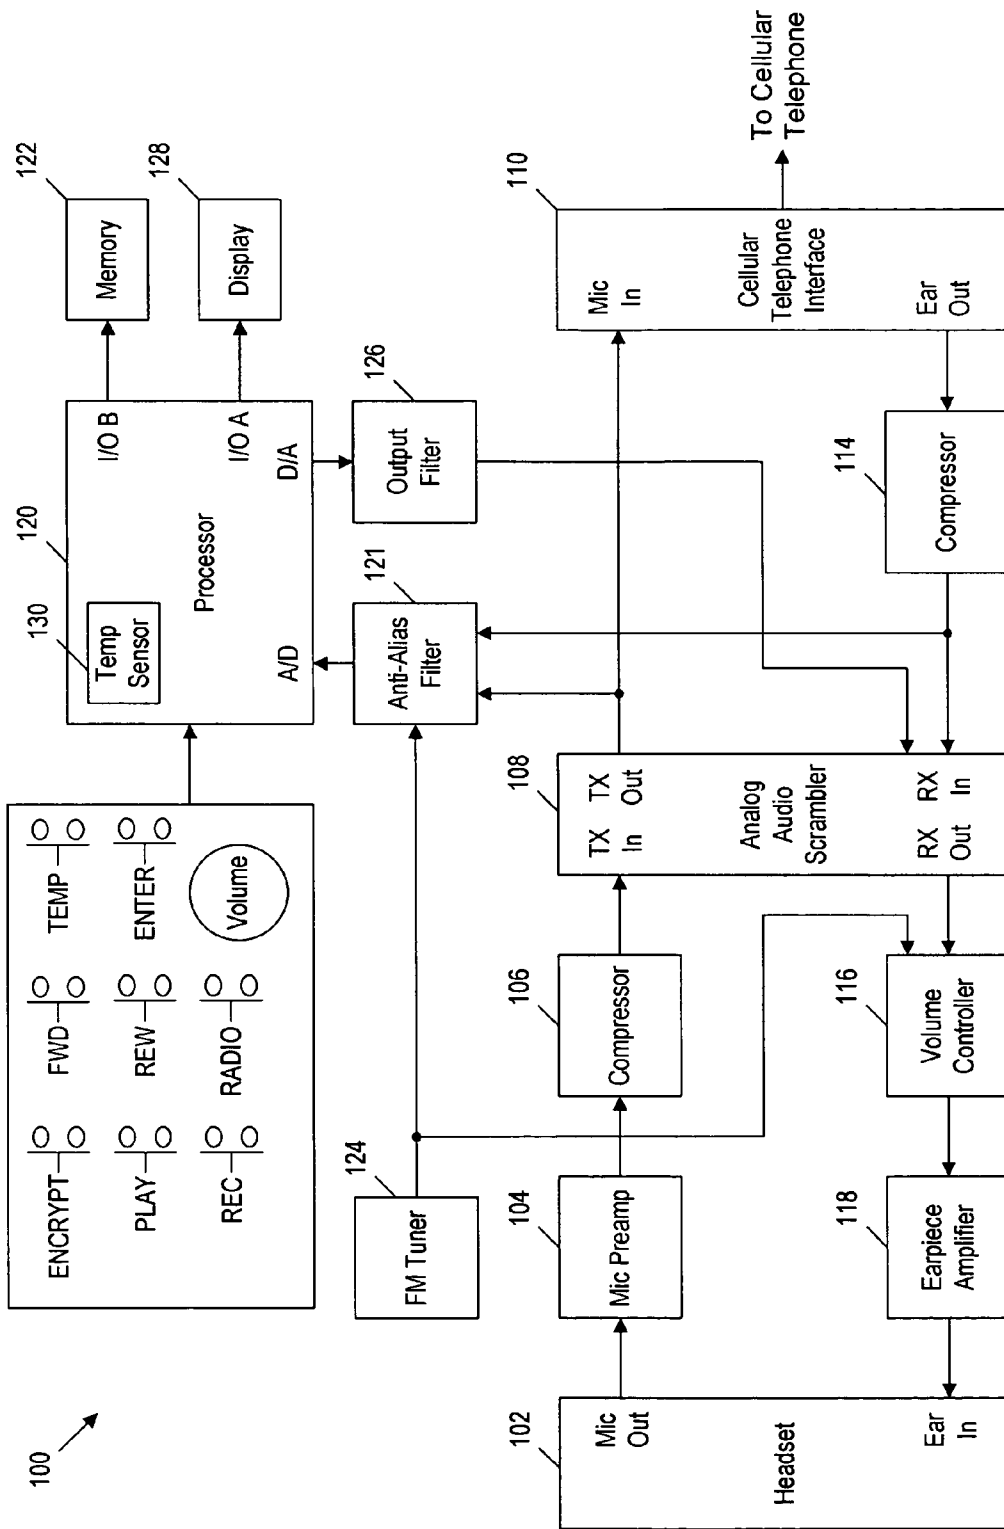 100
ENCRYPT
FWD
TEMP
PLAY
REW
ENTER
REC
RADIO
Volume
120
130
Temp
Sensor
Processor
I/O B
I/O A
A/D
D/A
122
Memory
128
Display
124
FM Tuner
121
Anti-Alias
Filter
126
Output
Filter
102
Mic
Out
Headset
Ear
In
104
Mic Preamp
106
Compressor
108
TX
In
TX
Out
Analog
Audio
Scrambler
RX
Out
RX
In
110
Mic
In
Cellular
Telephone
Interface
Ear
Out
To Cellular
Telephone
118
Earpiece
Amplifier
116
Volume
Controller
114
Compressor